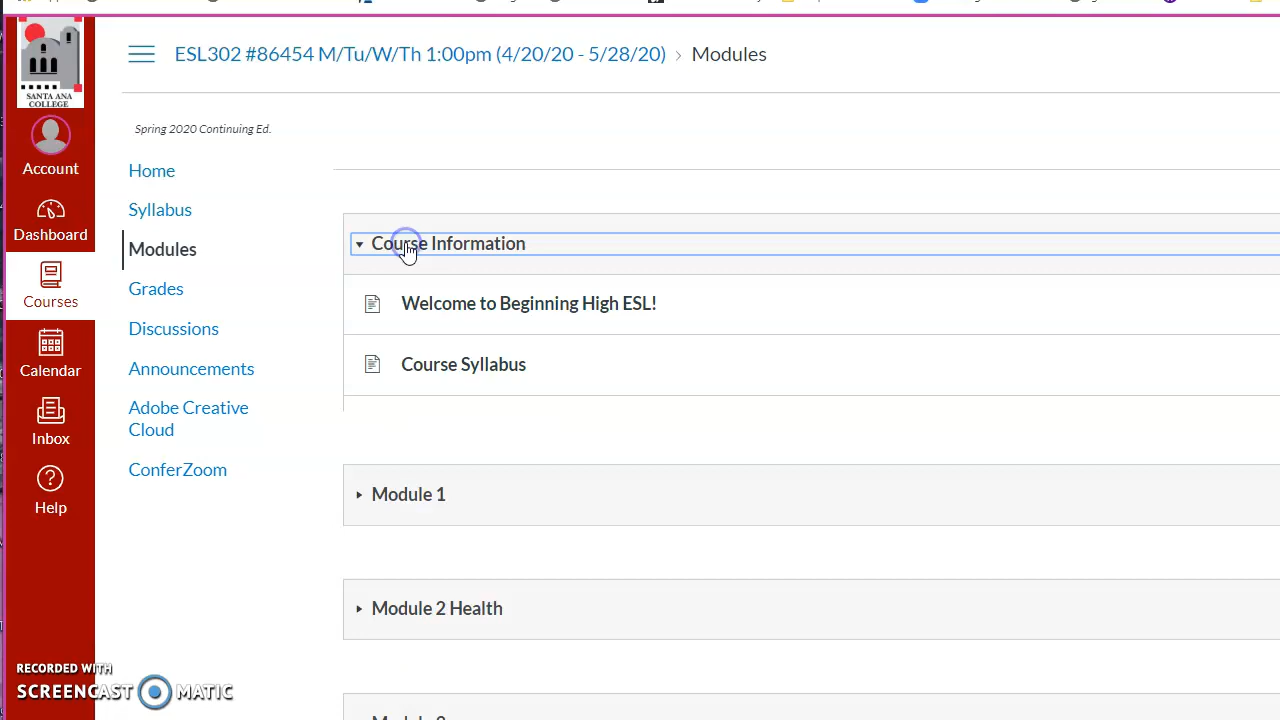 SANTA ANA
COLLEGE
Account
Dashboard
Courses
Calendar
Inbox
Help
ESL302 #86454 M/Tu/W/Th 1:00pm (4/20/20 - 5/28/20) › Modules
Spring 2020 Continuing Ed.
Home
Syllabus
Modules
Grades
Discussions
Announcements
Adobe Creative
Cloud
ConferZoom
Course Information
Welcome to Beginning High ESL!
Course Syllabus
Module 1
Module 2 Health
RECORDED WITH
SCREENCAST MATIC